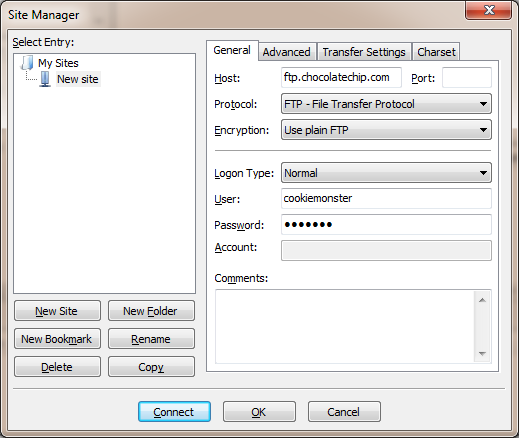 Site Manager
Select Entry:
My Sites
New site
New Site
New Folder
New Bookmark
Rename
Delete
Copy
General
Advanced
Transfer Settings
Charset
Host: ftp.chocolatechip.com Port:
Protocol: FTP - File Transfer Protocol
Encryption: Use plain FTP
Logon Type: Normal
User: cookiemonster
Password: ●●●●●●●
Account:
Comments:
Connect
OK
Cancel